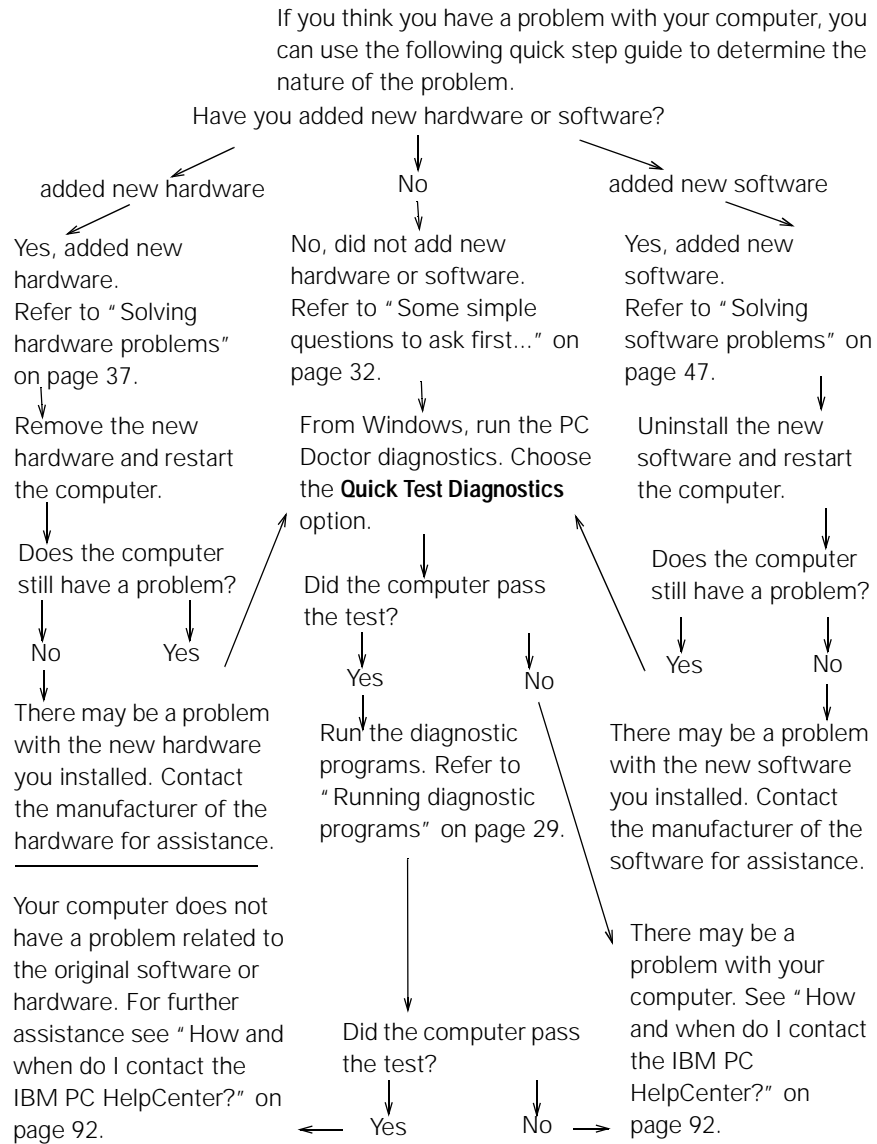 If you think you have a problem with your computer, you
can use the following quick step guide to determine the
nature of the problem.
Have you added new hardware or software?
added new hardware
No
added new software
Yes, added new
hardware.
Refer to “Solving
hardware problems”
on page 37.
No, did not add new
hardware or software.
Refer to “Some simple
questions to ask first...” on
page 32.
Yes, added new
software.
Refer to “Solving
software problems” on
page 47.
Remove the new
hardware and restart
the computer.
From Windows, run the PC
Doctor diagnostics. Choose
the Quick Test Diagnostics
option.
Uninstall the new
software and restart
the computer.
Does the computer
still have a problem?
Did the computer pass
the test?
Does the computer
still have a problem?
No
Yes
Yes
No
Yes
No
There may be a problem
with the new hardware
you installed. Contact
the manufacturer of the
hardware for assistance.
Run the diagnostic
programs. Refer to
“Running diagnostic
programs” on page 29.
There may be a problem
with the new software
you installed. Contact
the manufacturer of the
software for assistance.
Your computer does not
have a problem related to
the original software or
hardware. For further
assistance see “How and
when do I contact the
IBM PC HelpCenter?” on
page 92.
Did the computer pass
the test?
Yes
No
There may be a
problem with your
computer. See “How
and when do I contact
the IBM PC
HelpCenter?” on
page 92.